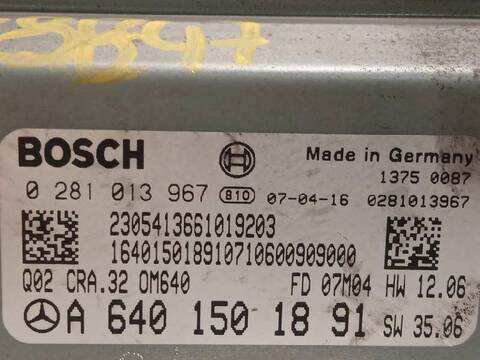 BOSCH
Made in Germany
1375 0087
0 281 013 967 810 07-04-16 0281013967
2305413661019203
16401501891071060090900​0
Q02 CRA.32 OM640 FD 07M04 HW 12.06
A 640 150 18 91 SW 35.06